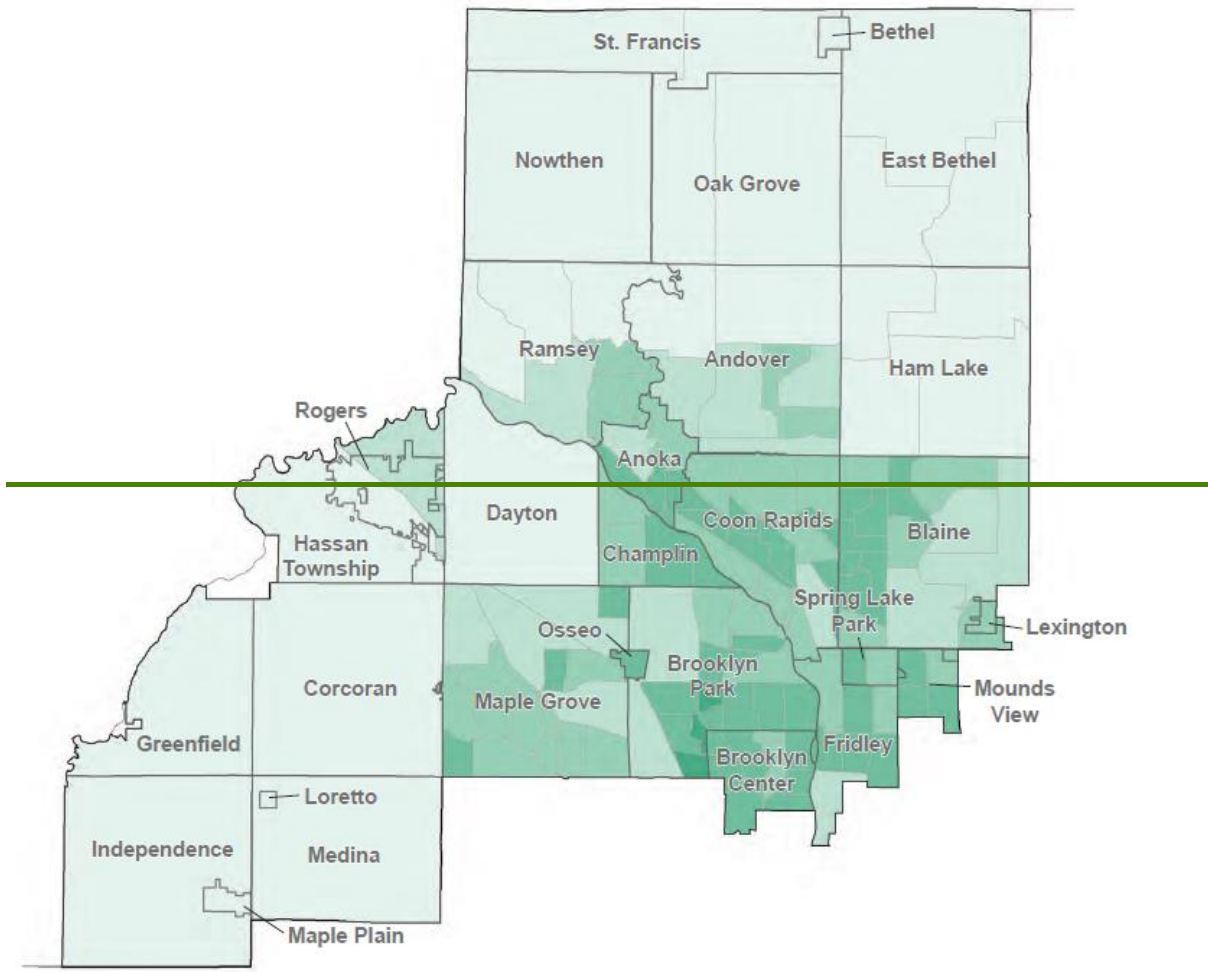 Bethel
St. Francis
Nowthen
East Bethel
Oak Grove
Ramsey
Andover
Ham Lake
Rogers
Anoka
Dayton
Coon Rapids
Blaine
Hassan
Township
Champlin
Spring Lake
Park
Lexington
Osseo
Brooklyn
Park
Corcoran
Maple Grove
Mounds
View
Greenfield
Fridley
Brooklyn
Center
Loretto
Independence
Medina
Maple Plain